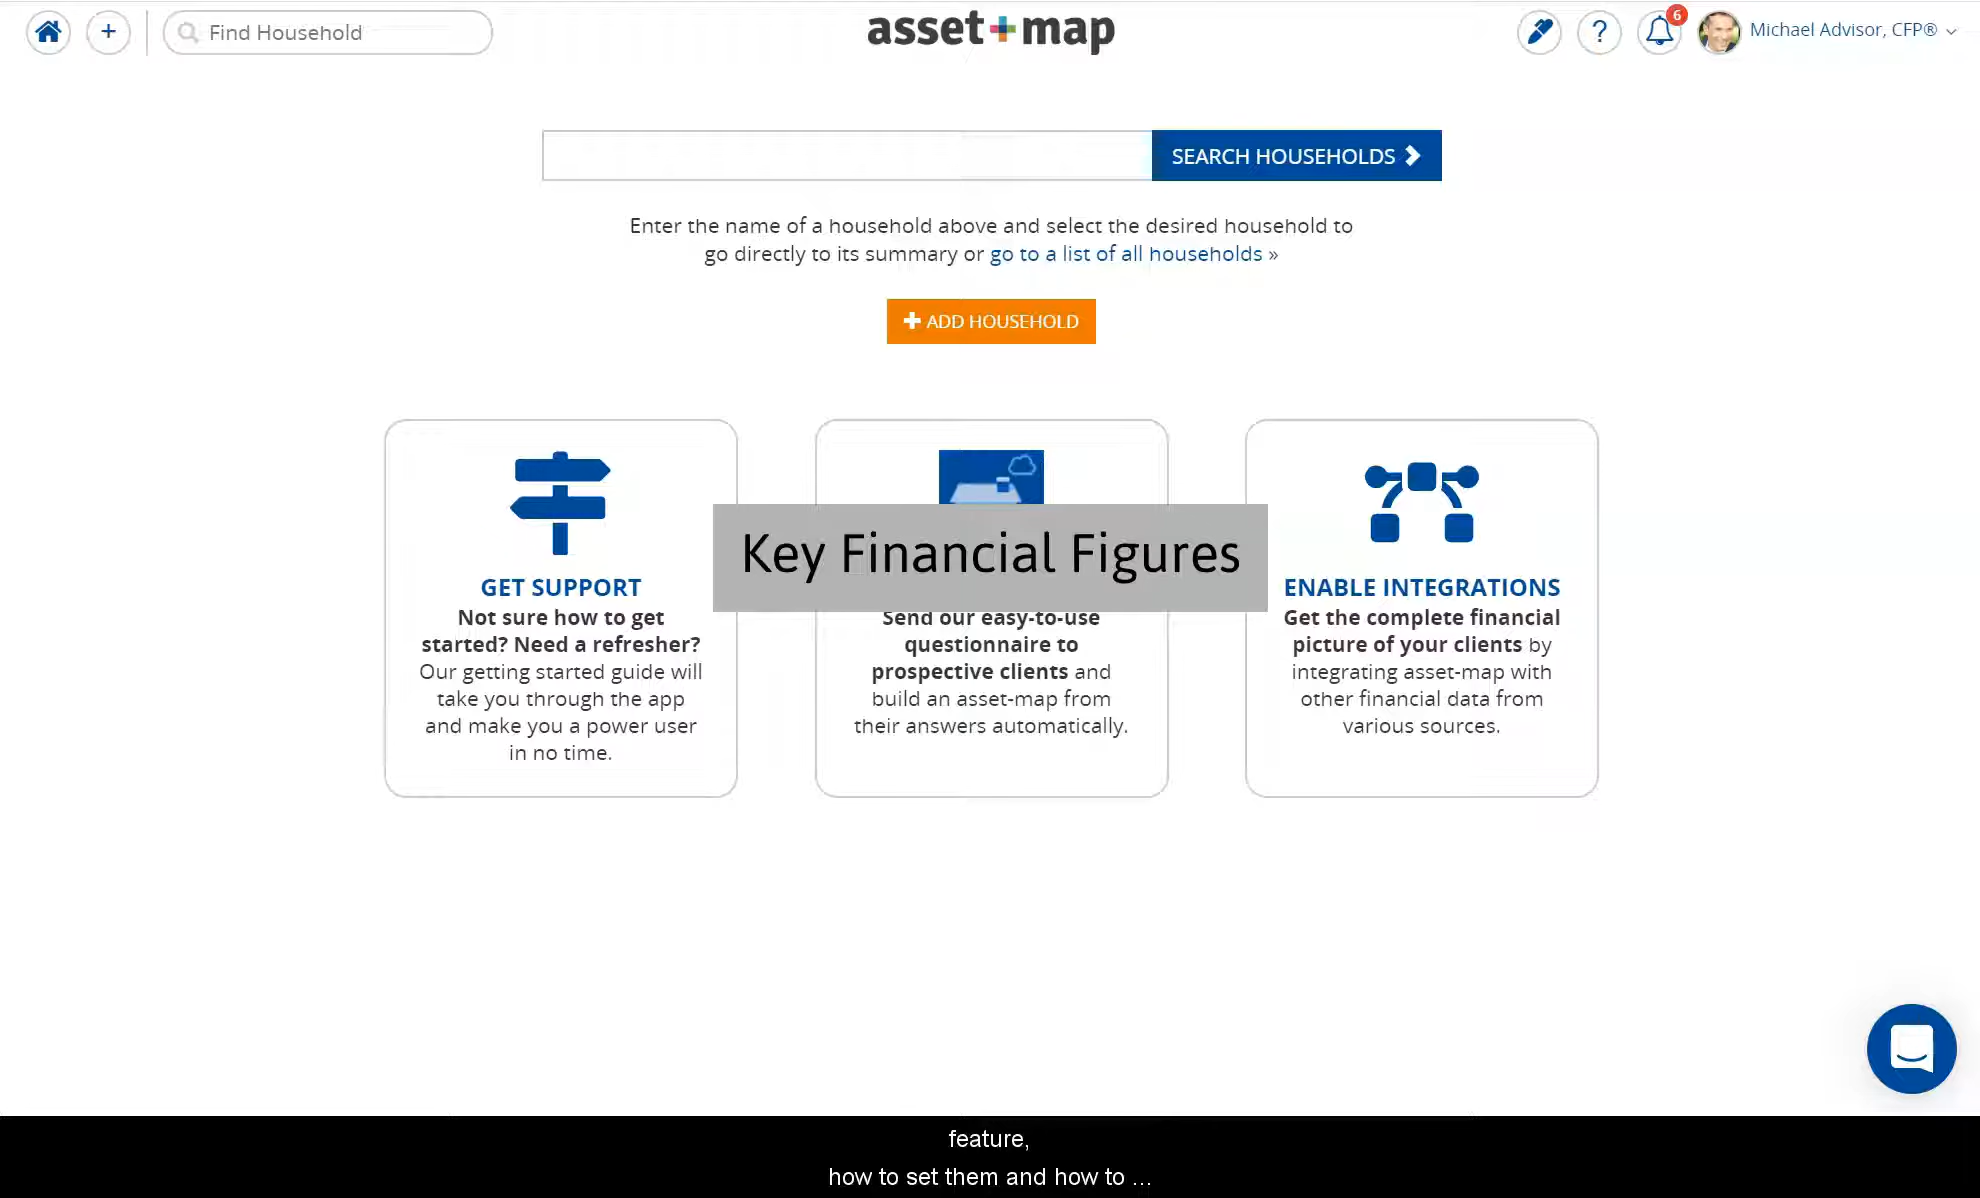 Find Household
asset+map
?
6
Michael Advisor, CFP®
SEARCH HOUSEHOLDS
Enter the name of a household above and select the desired household to
go directly to its summary or go to a list of all households »
ADD HOUSEHOLD
Key Financial Figures
GET SUPPORT
Not sure how to get
started? Need a refresher?
Our getting started guide will
take you through the app
and make you a power user
in no time.
Send our easy-to-use
questionnaire to
prospective clients and
build an asset-map from
their answers automatically.
ENABLE INTEGRATIONS
Get the complete financial
picture of your clients by
integrating asset-map with
other financial data from
various sources.
feature,
how to set them and how to ...